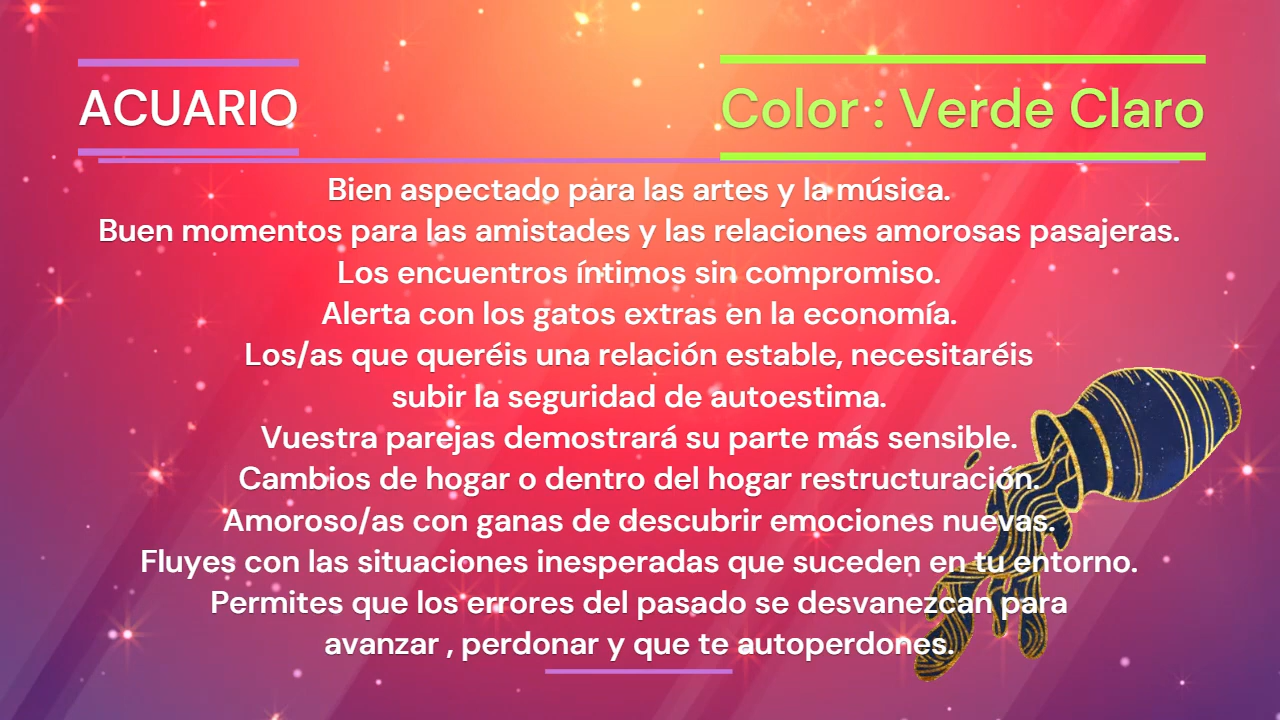 ACUARIO
Color : Verde Claro
Bien aspectado para las artes y la música.
Buen momentos para las amistades y las relaciones amorosas pasajeras.
Los encuentros íntimos sin compromiso.
Alerta con los gatos extras en la economía.
Los/as que queréis una relación estable, necesitaréis
subir la seguridad de autoestima.
Vuestra parejas demostrará su parte más sensible.
Cambios de hogar o dentro del hogar restructuración.
Amoroso/as con ganas de descubrir emociones nuevas.
Fluyes con las situaciones inesperadas que suceden en tu entorno.
Permites que los errores del pasado se desvanezcan para
avanzar , perdonar y que te autoperdones.